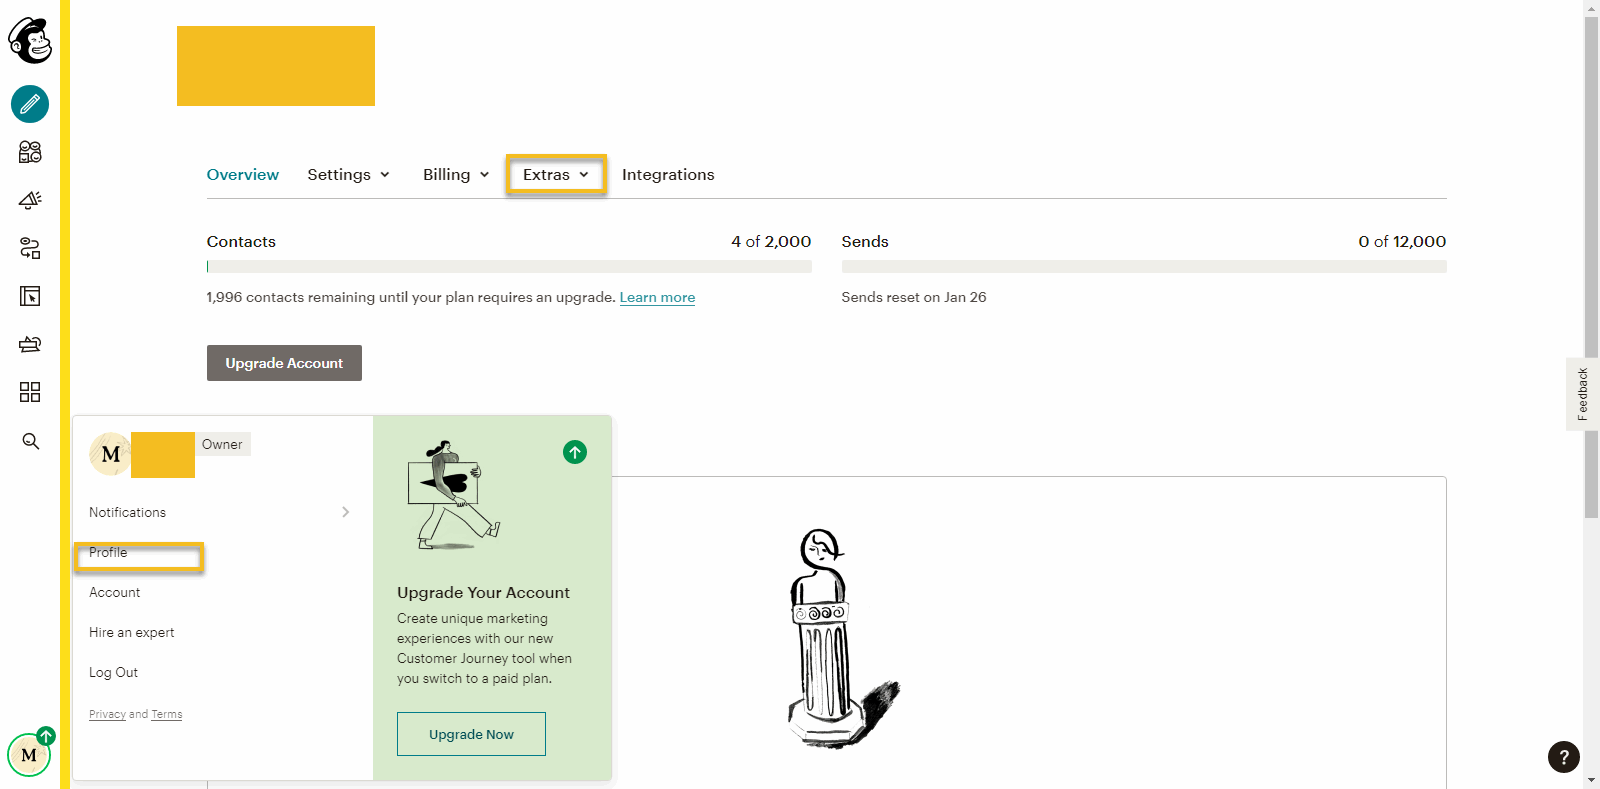 Overview Settings Billing Extras Integrations
Contacts 4 of 2,000
1,996 contacts remaining until your plan requires an upgrade. Learn more
Sends 0 of 12,000
Sends reset on Jan 26
Upgrade Account
Feedback
M Owner
Notifications
Profile
Account
Hire an expert
Log Out
Privacy and Terms
Upgrade Your Account
Create unique marketing
experiences with our new
Customer Journey tool when
you switch to a paid plan.
Upgrade Now
M
?